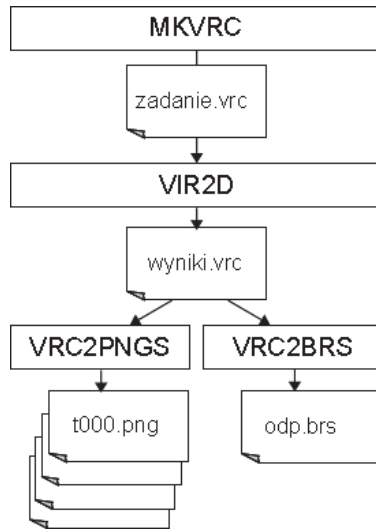 MKVRC
zadanie.vrc
VIR2D
wyniki.vrc
VRC2PNGS
VRC2BRS
t000.png
odp.brs